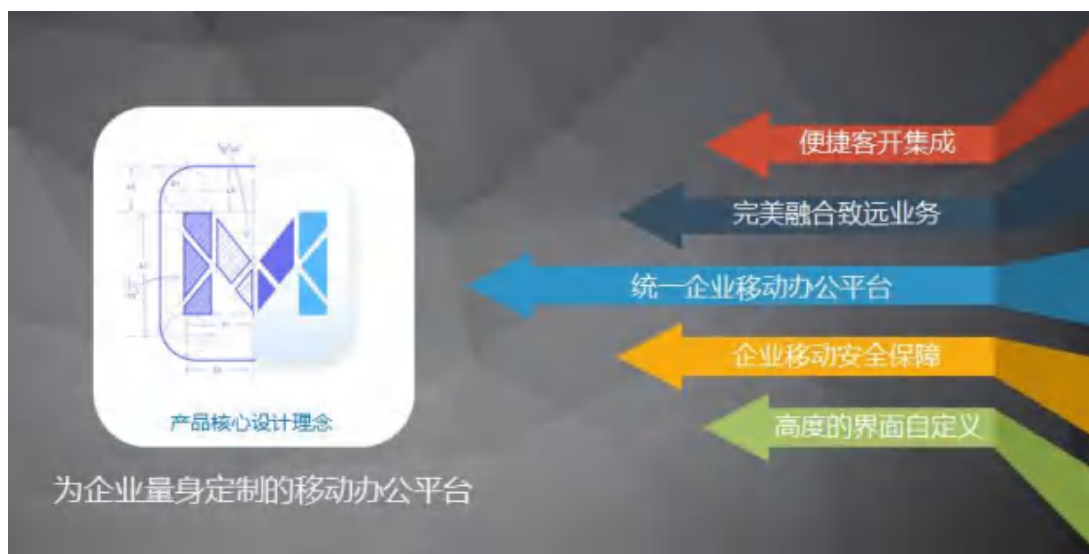 便捷客开集成
完美融合致远业务
统一企业移动办公平台
企业移动安全保障
高度的界面自定义
产品核心设计理念
为企业量身定制的移动办公平台